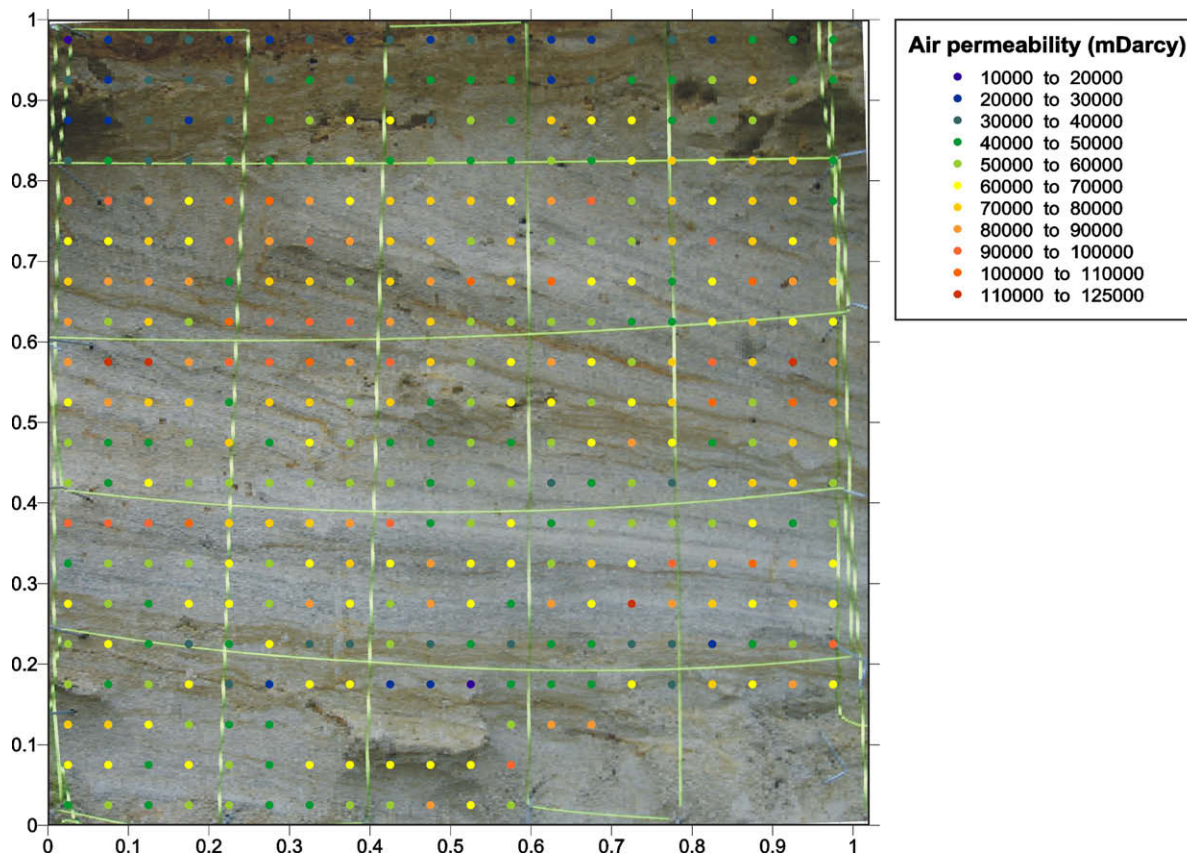 Air permeability (mDarcy)
10000 to 20000
20000 to 30000
30000 to 40000
40000 to 50000
50000 to 60000
60000 to 70000
70000 to 80000
80000 to 90000
90000 to 100000
100000 to 110000
110000 to 125000
1
0.9
0.8
0.7
0.6
0.5
0.4
0.3
0.2
0.1
0
0 0.1 0.2 0.3 0.4 0.5 0.6 0.7 0.8 0.9 1